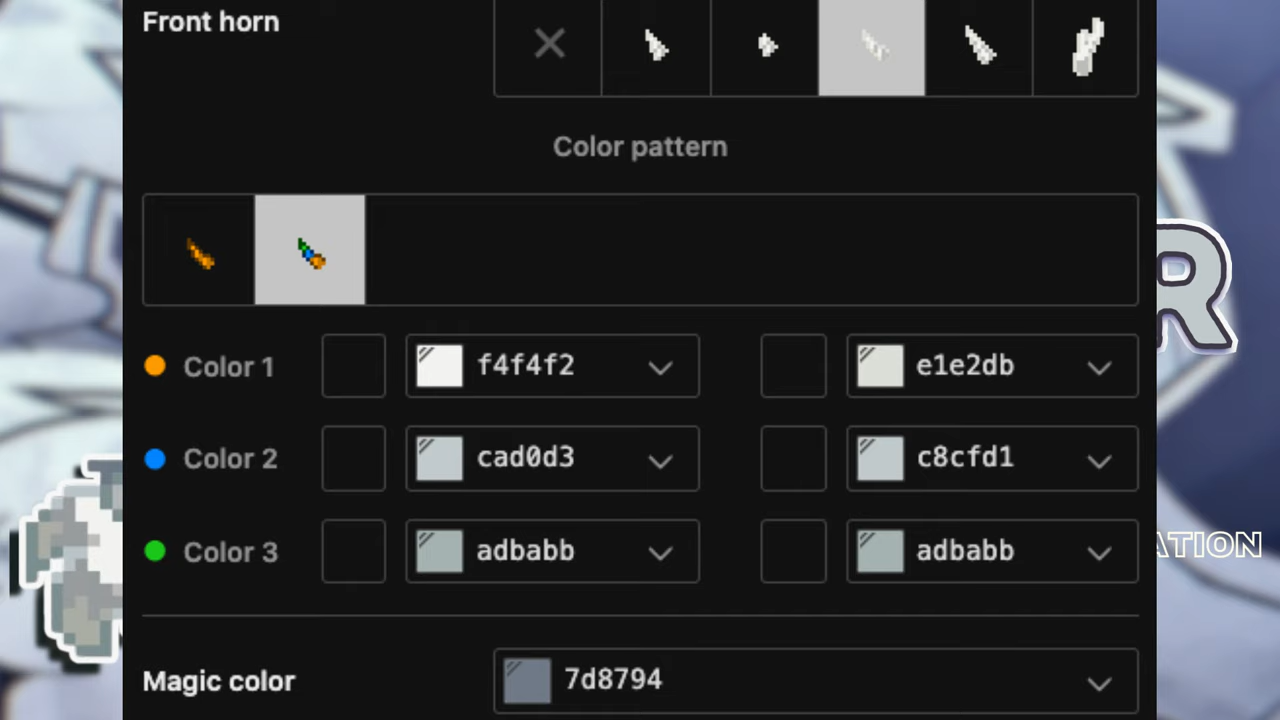 Front horn
Color pattern
Color 1 f4f4f2 e1e2db
Color 2 cad0d3 c8cfd1
Color 3 adbabb adbabb
Magic color 7d8794
R
ATION